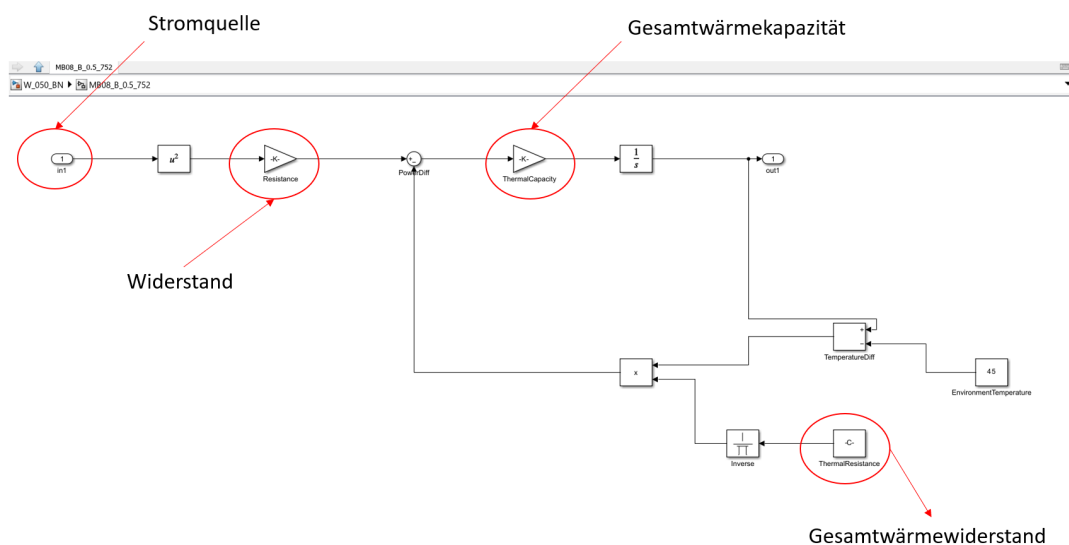 Stromquelle
Gesamtwärmekapazität
MB08_B_0.5_752
W_050_BN MB08_B_0.5_752
1
in1
u²
-K-
Resistance
+
-
PowerDiff
-K-
ThermalCapacity
1
s
1
out1
Widerstand
+
-
TemperatureDiff
x
45
EnvironmentTemperature
Inverse
-C-
ThermalResistance
Gesamtwärmewiderstand